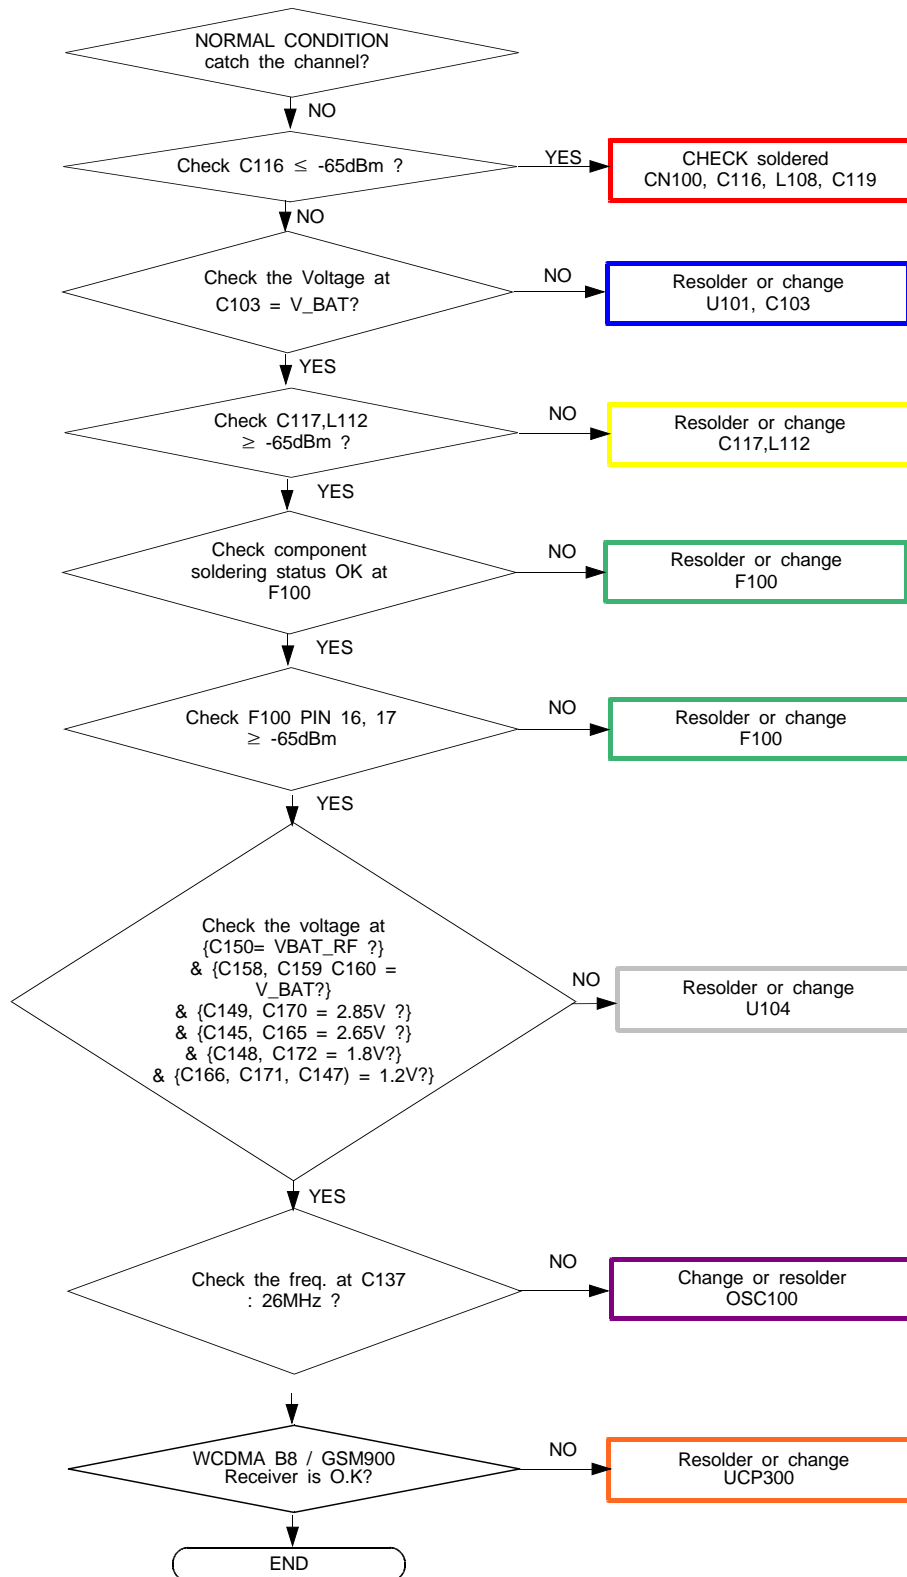 NORMAL CONDITION
catch the channel?
NO
Check C116 ≤ -65dBm ?
YES
CHECK soldered
CN100, C116, L108, C119
NO
Check the Voltage at
C103 = V_BAT?
NO
Resolder or change
U101, C103
YES
Check C117,L112
≥ -65dBm ?
NO
Resolder or change
C117,L112
YES
Check component
soldering status OK at
F100
NO
Resolder or change
F100
YES
Check F100 PIN 16, 17
≥ -65dBm
NO
Resolder or change
F100
YES
Check the voltage at
{C150= VBAT_RF ?}
& {C158, C159 C160 =
V_BAT?}
& {C149, C170 = 2.85V ?}
& {C145, C165 = 2.65V ?}
& {C148, C172 = 1.8V?}
& {C166, C171, C147) = 1.2V?}
NO
Resolder or change
U104
YES
Check the freq. at C137
: 26MHz ?
NO
Change or resolder
OSC100
WCDMA B8 / GSM900
Receiver is O.K?
NO
Resolder or change
UCP300
END